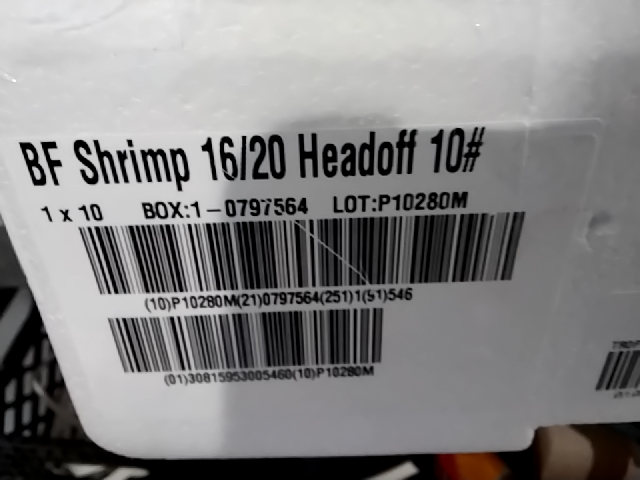 BF Shrimp 16/20 Headoff 10#
1 x 10 BOX:1-0797564 LOT:P10280M
(10)P10280M(21)0797564(251)1(91)546
(01)30815953005460(10)P10280M